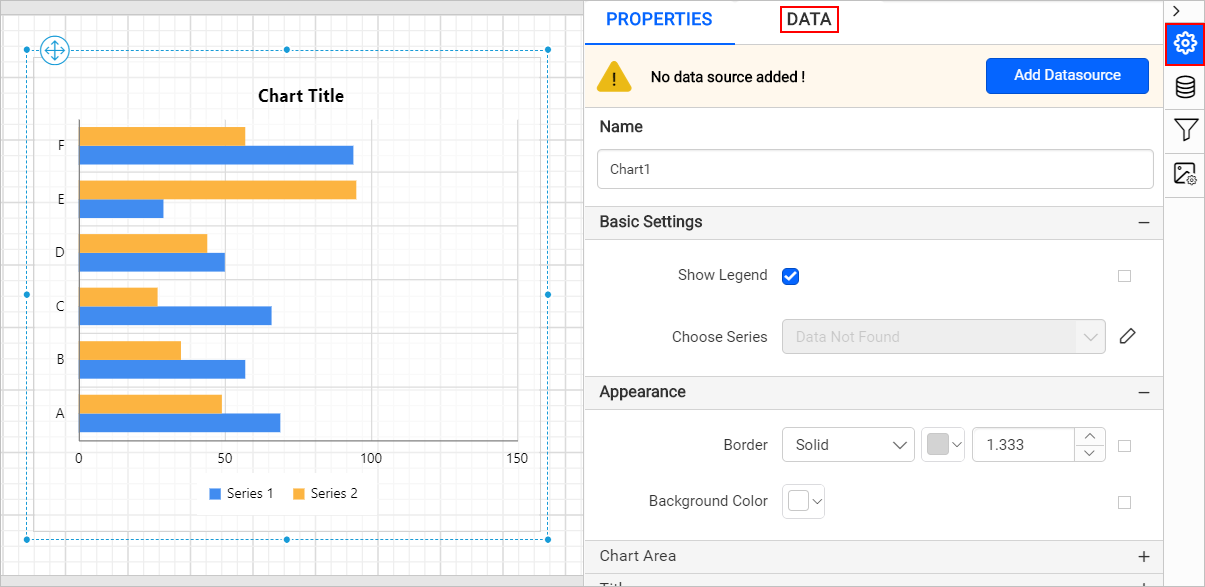 PROPERTIES
DATA
No data source added !
Add Datasource
Name
Chart1
Basic Settings
Show Legend
Choose Series
Data Not Found
Appearance
Border
Solid
1.333
Background Color
Chart Area
Title
Chart Title
F
E
D
C
B
A
0 50 100 150
Series 1 Series 2